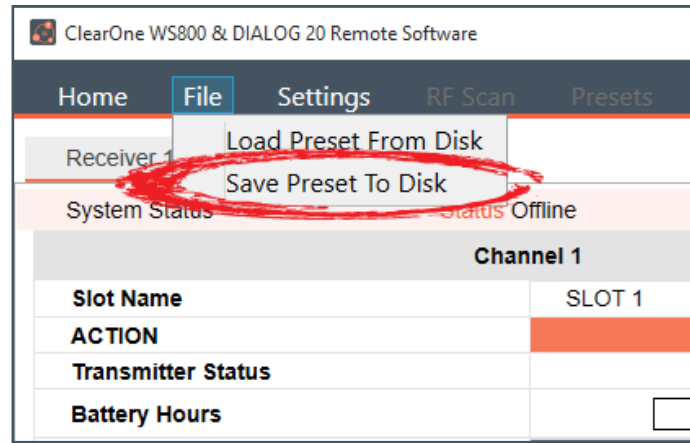 ClearOne WS800 & DIALOG 20 Remote Software
Home File Settings RF Scan Presets
Load Preset From Disk
Receiver 1
Save Preset To Disk
System Status Status Offline
Channel 1
Slot Name SLOT 1
ACTION
Transmitter Status
Battery Hours